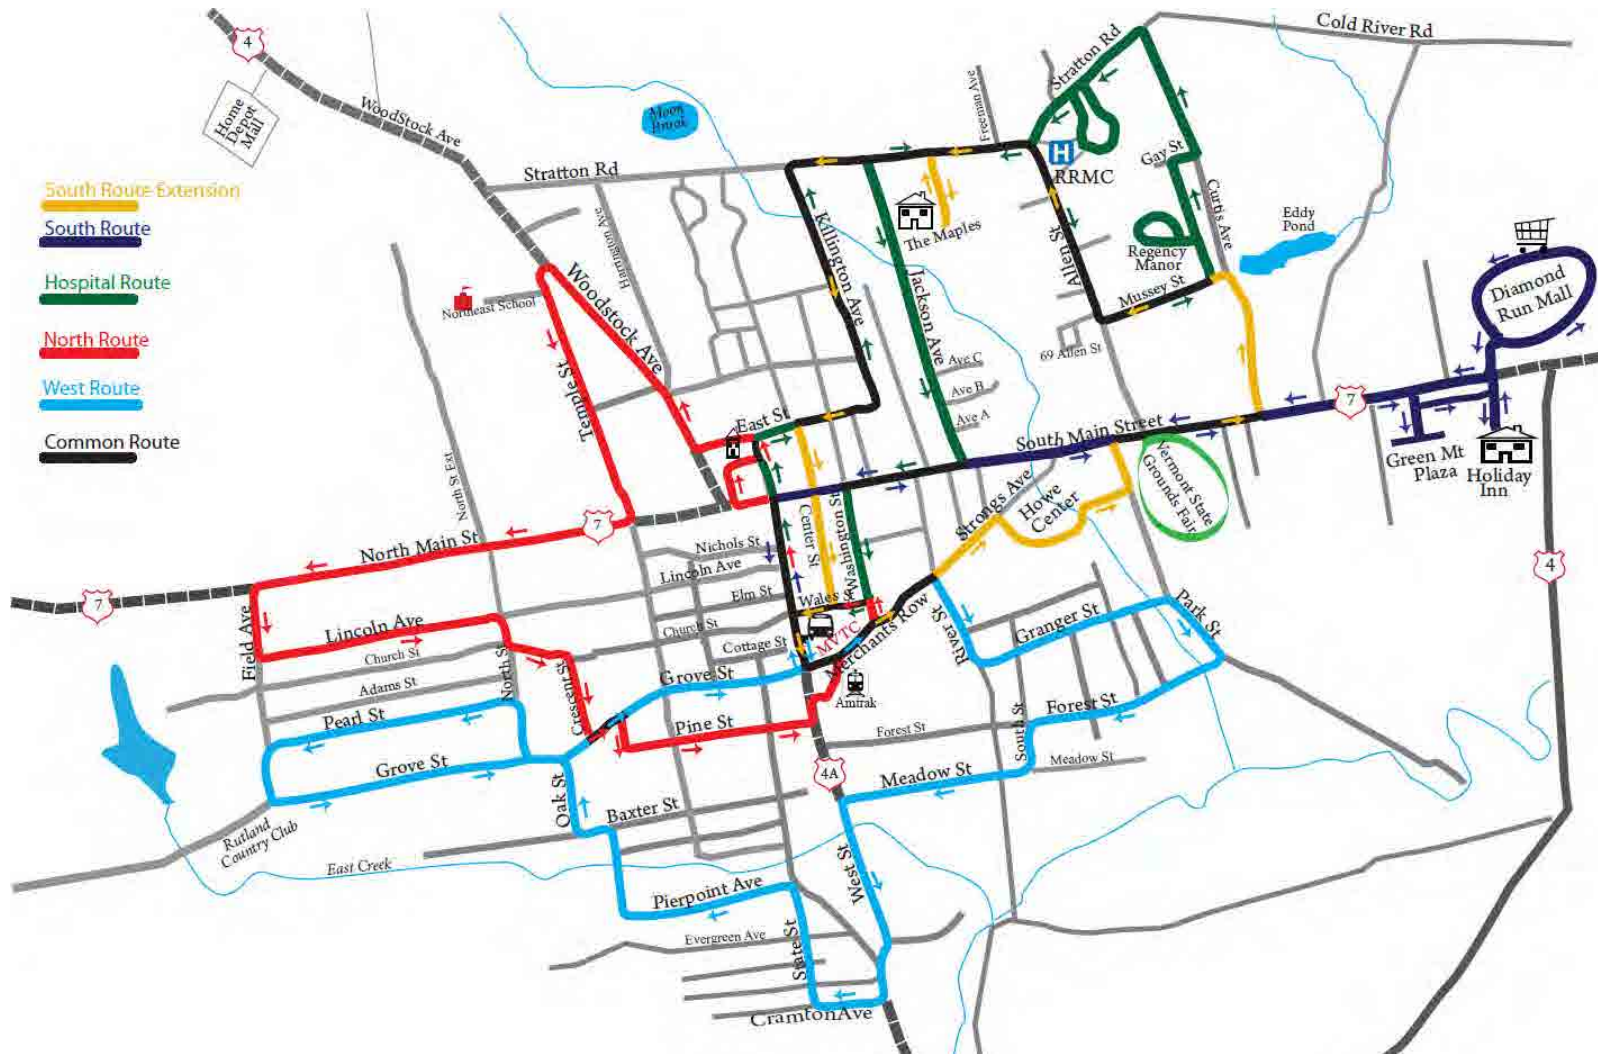 Cold River Rd
4
Stratton Rd
Home
Depot
Mall
WoodStock Ave
Freeman Ave
Moon
Brook
H
RRMC
Gay St
Stratton Rd
South Route Extension
South Route
Hospital Route
North Route
West Route
Common Route
Harrington Ave
Killington Ave
The Maples
Allen St
Curtis Ave
Eddy
Pond
Regency
Manor
Mussey St
Diamond
Run Mall
Northeast School
Woodstock Ave
Temple St
Jackson Ave
Ave C
Ave B
Ave A
69 Allen St
7
East St
South Main Street
Green Mt
Plaza
Holiday
Inn
North St Ext
Vermont State
Grounds Fair
Strongs Ave
Howe
Center
Center St
Washington St
7
North Main St
Nichols St
Lincoln Ave
Elm St
Wales St
Church St
Cottage St
MVTC
Merchants Row
River St
Granger St
Park St
4
7
Field Ave
Lincoln Ave
Church St
Adams St
North St
Crescent St
Grove St
Amtrak
Pearl St
Pine St
Forest St
South St
Forest St
Grove St
4A
Meadow St
Meadow St
Oak St
Baxter St
Rutland
Country Club
East Creek
West St
Pierpoint Ave
Evergreen Ave
State St
Cramton Ave